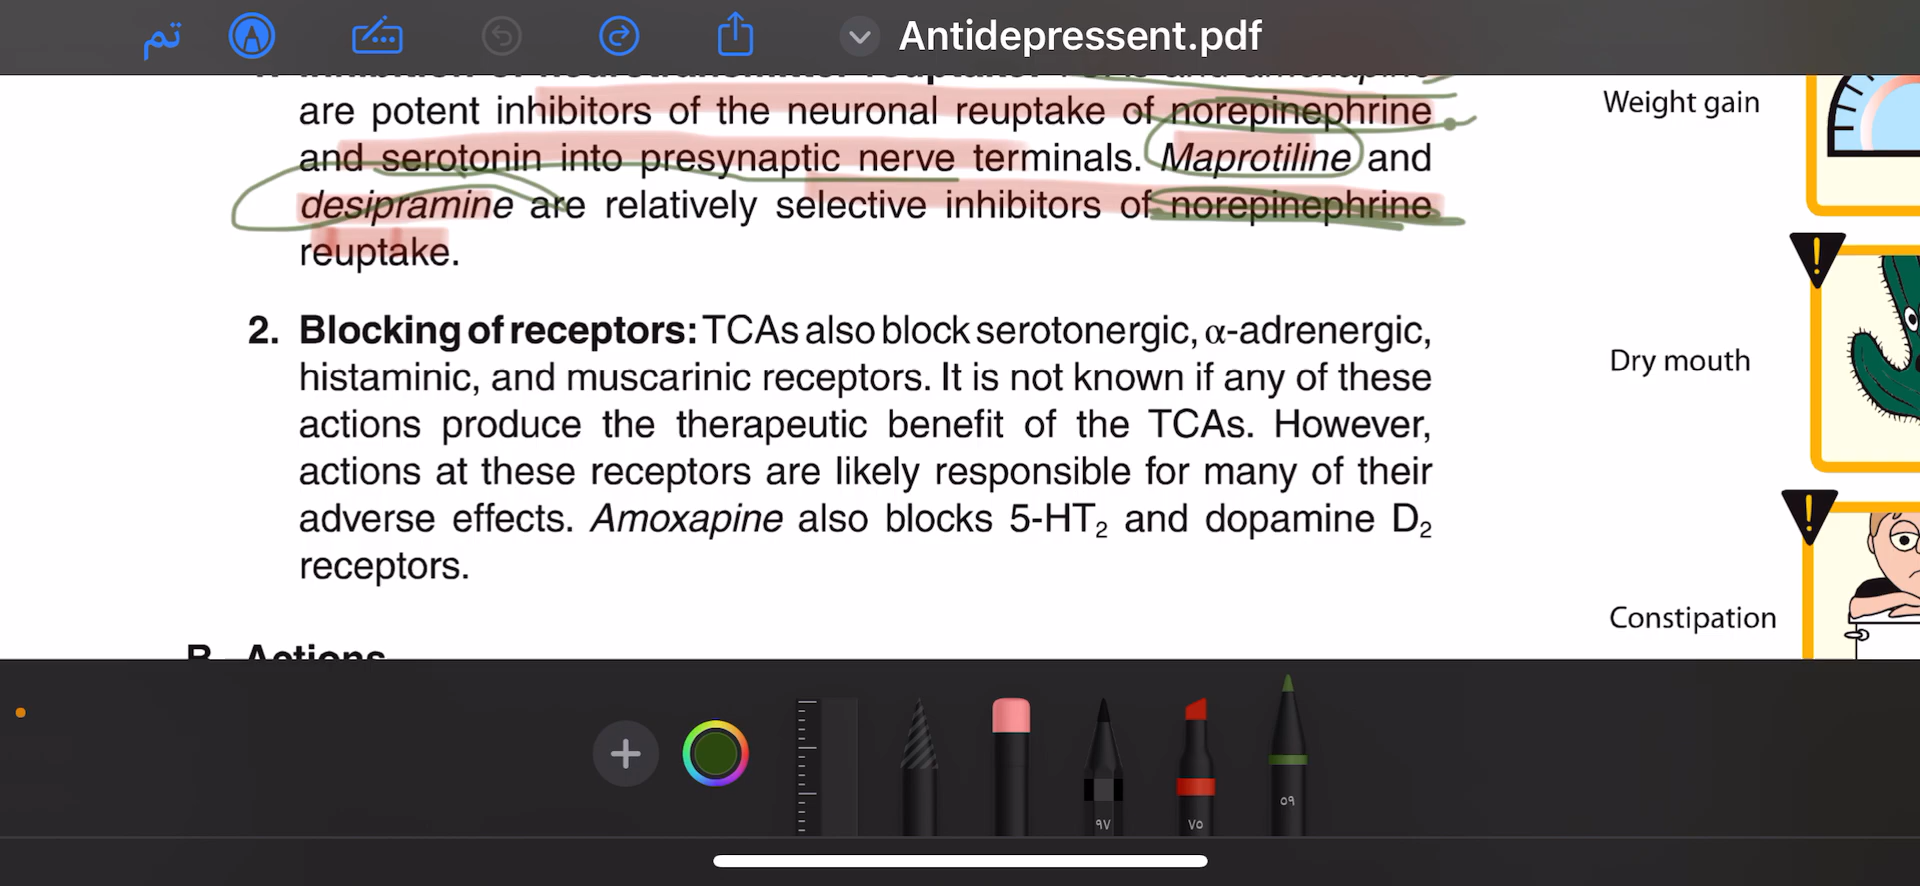 تم
Antidepressent.pdf
are potent inhibitors of the neuronal reuptake of norepinephrine
and serotonin into presynaptic nerve terminals. Maprotiline and
desipramine are relatively selective inhibitors of norepinephrine
reuptake.
2. Blocking of receptors: TCAs also block serotonergic, α-adrenergic,
histaminic, and muscarinic receptors. It is not known if any of these
actions produce the therapeutic benefit of the TCAs. However,
actions at these receptors are likely responsible for many of their
adverse effects. Amoxapine also blocks 5-HT₂ and dopamine D₂
receptors.
B. Actions
Weight gain
!
Dry mouth
!
Constipation
٩٧
٧٥
٥٩